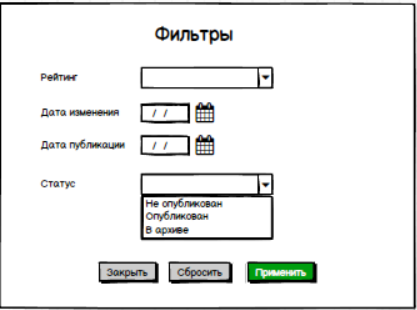 Фильтры
Рейтинг
Дата изменения / /
Дата публикации / /
Статус
Не опубликован
Опубликован
В архиве
Закрыть Сбросить Применить